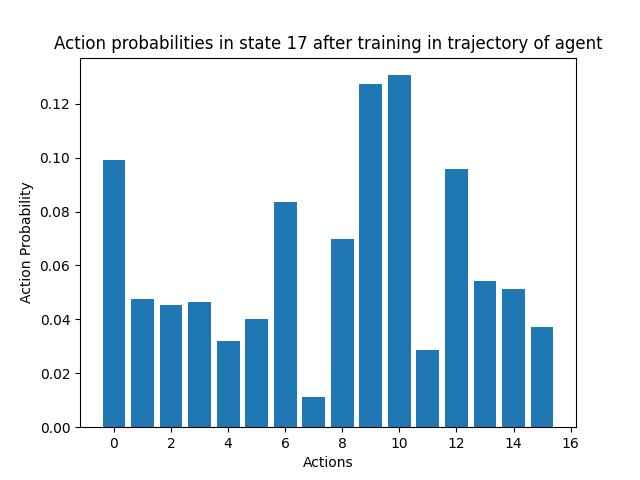 Action probabilities in state 17 after training in trajectory of agent
0.12
0.10
0.08
0.06
0.04
0.02
0.00
Action Probability
0 2 4 6 8 10 12 14 16
Actions